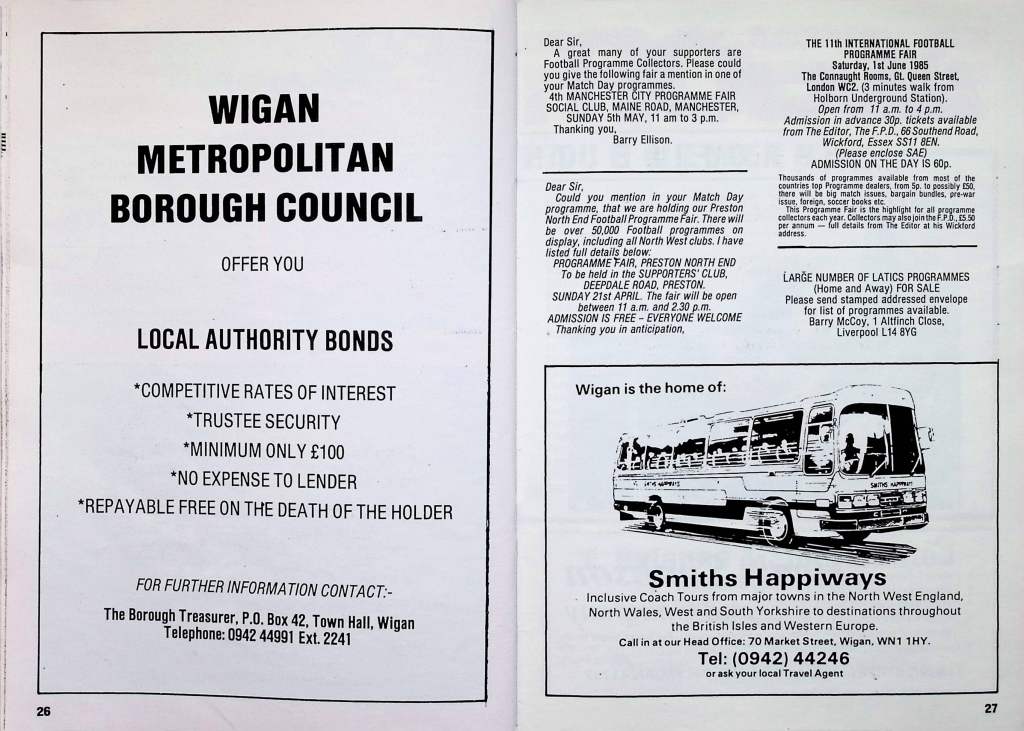 WIGAN
METROPOLITAN
BOROUGH COUNCIL
OFFER YOU
LOCAL AUTHORITY BONDS
*COMPETITIVE RATES OF INTEREST
*TRUSTEE SECURITY
*MINIMUM ONLY £100
*NO EXPENSE TO LENDER
*REPAYABLE FREE ON THE DEATH OF THE HOLDER
FOR FURTHER INFORMATION CONTACT:-
The Borough Treasurer, P.O. Box 42, Town Hall, Wigan
Telephone: 0942 44991 Ext. 2241
26
Dear Sir,
A great many of your supporters are
Football Programme Collectors. Please could
you give the following fair a mention in one of
your Match Day programmes.
4th MANCHESTER CITY PROGRAMME FAIR
SOCIAL CLUB, MAINE ROAD, MANCHESTER,
SUNDAY 5th MAY, 11 am to 3 p.m.
Thanking you,
Barry Ellison.
Dear Sir,
Could you mention in your Match Day
programme, that we are holding our Preston
North End Football Programme Fair. There will
be over 50,000 Football programmes on
display, including all North West clubs. I have
listed full details below:
PROGRAMME FAIR, PRESTON NORTH END
To be held in the SUPPORTERS' CLUB,
DEEPDALE ROAD, PRESTON.
SUNDAY 21st APRIL. The fair will be open
between 11 a.m. and 2.30 p.m.
ADMISSION IS FREE – EVERYONE WELCOME
Thanking you in anticipation,
THE 11th INTERNATIONAL FOOTBALL
PROGRAMME FAIR
Saturday, 1st June 1985
The Connaught Rooms, Gt. Queen Street,
London WC2. (3 minutes walk from
Holborn Underground Station).
Open from 11 a.m. to 4 p.m.
Admission in advance 30p. tickets available
from The Editor, The F.P.D., 66 Southend Road,
Wickford, Essex SS11 8EN.
(Please enclose SAE)
ADMISSION ON THE DAY IS 60p.
Thousands of programmes available from most of the
countries top Programme dealers, from 5p. to possibly £50,
there will be big match issues, bargain bundles, pre-war
issue, foreign, soccer books etc.
This Programme Fair is the highlight for all programme
collectors each year. Collectors may also join the F.P.D., £5.50
per annum — full details from The Editor at his Wickford
address.
LARGE NUMBER OF LATICS PROGRAMMES
(Home and Away) FOR SALE
Please send stamped addressed envelope
for list of programmes available.
Barry McCoy, 1 Altfinch Close,
Liverpool L14 8YG
Wigan is the home of:
SMITHS HAPPIWAYS
SMITHS HAPPIWAYS
Smiths Happiways
Inclusive Coach Tours from major towns in the North West England,
North Wales, West and South Yorkshire to destinations throughout
the British Isles and Western Europe.
Call in at our Head Office: 70 Market Street, Wigan, WN1 1HY.
Tel: (0942) 44246
or ask your local Travel Agent
27